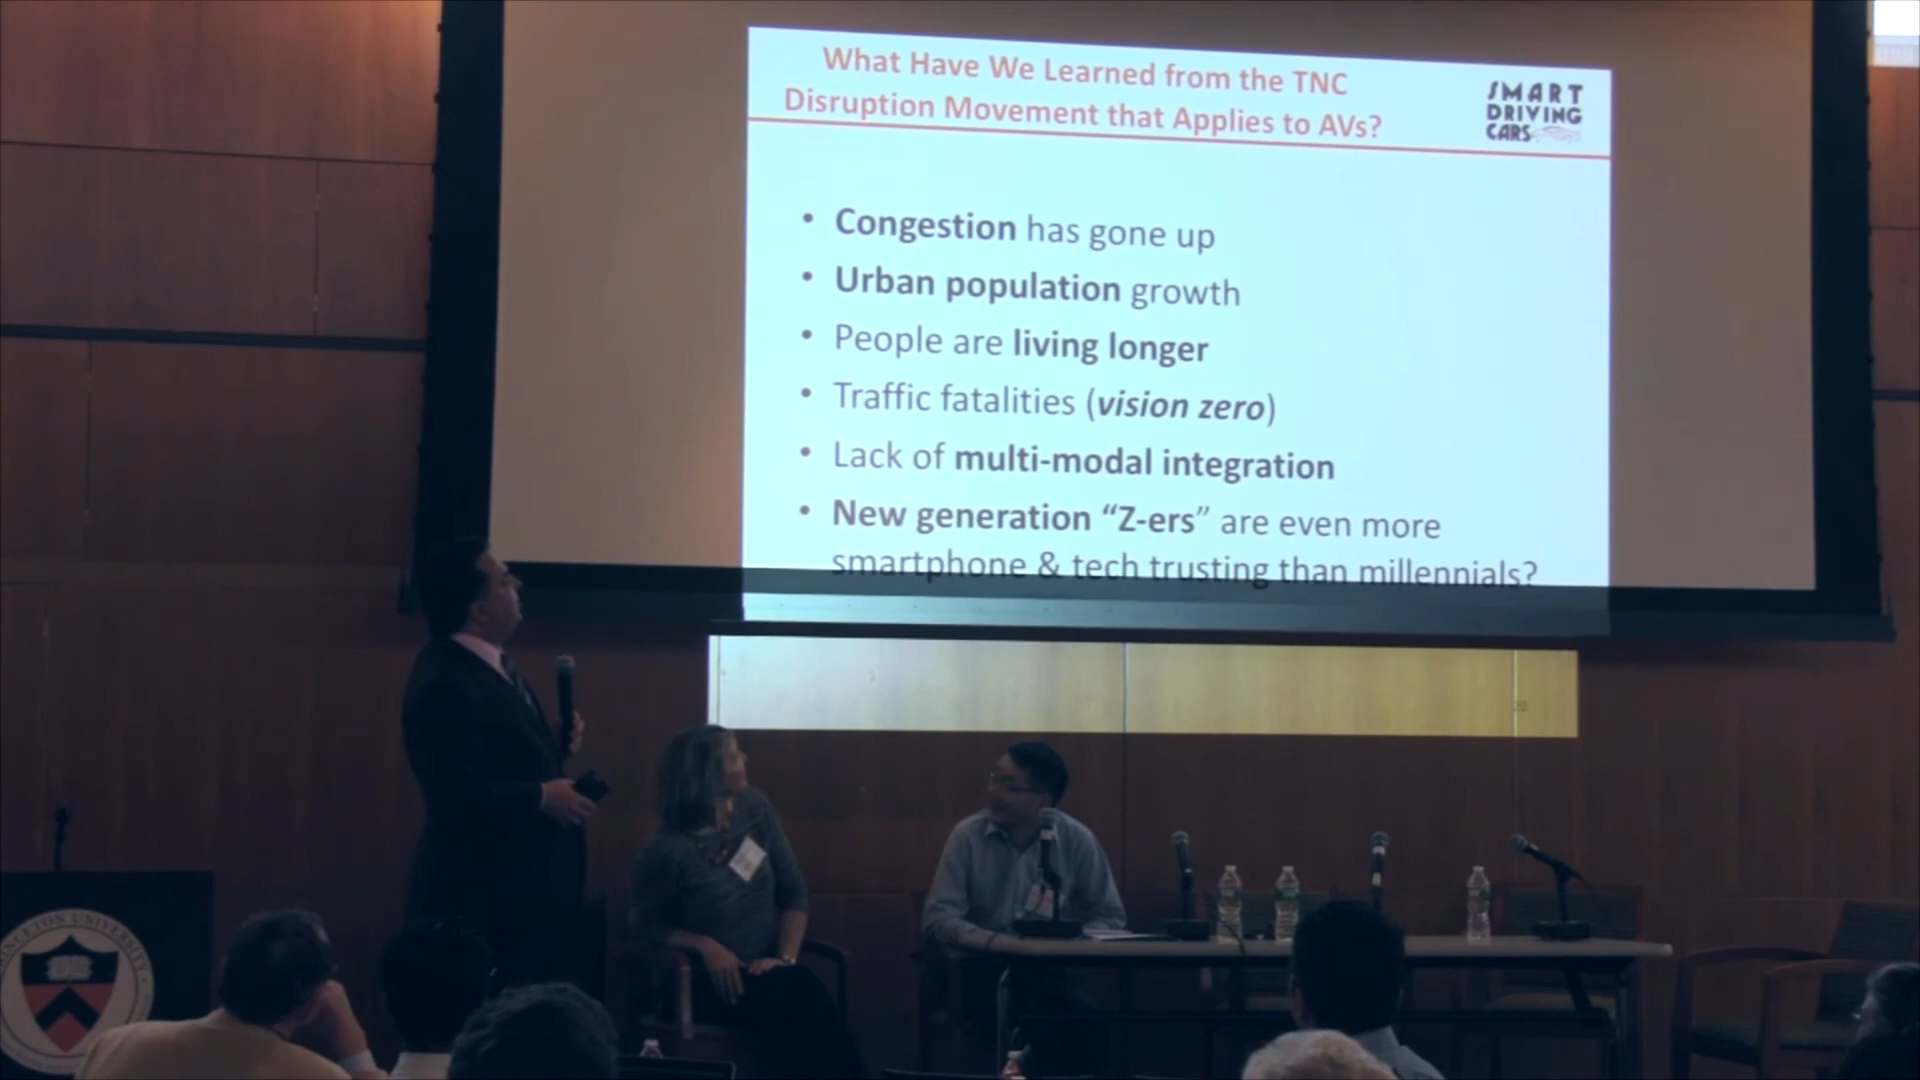 What Have We Learned from the TNC
Disruption Movement that Applies to AVs?
SMART
DRIVING
CARS
• Congestion has gone up
• Urban population growth
• People are living longer
• Traffic fatalities (vision zero)
• Lack of multi-modal integration
• New generation “Z-ers” are even more
smartphone & tech trusting than millennials?
PRINCETON UNIVERSITY